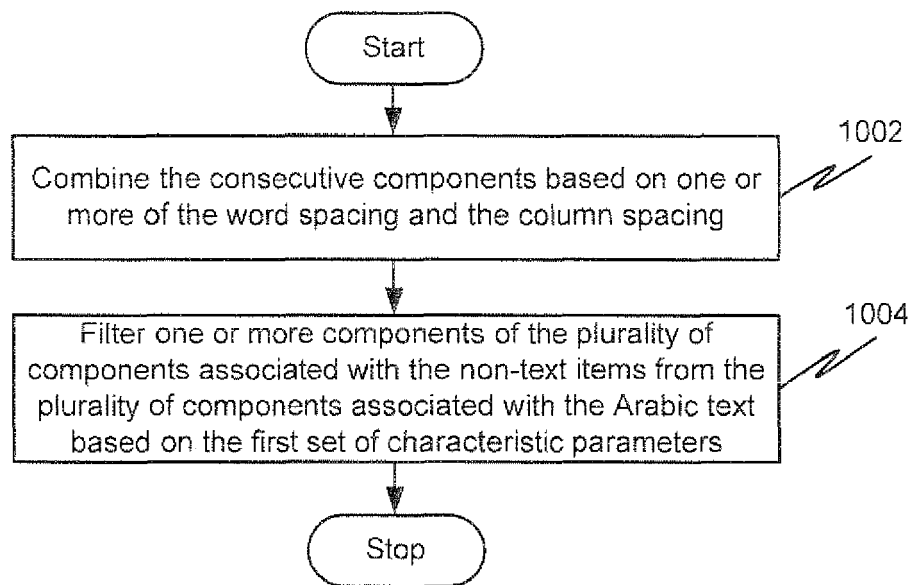 Start
1002
Combine the consecutive components based on one or
more of the word spacing and the column spacing
1004
Filter one or more components of the plurality of
components associated with the non-text items from the
plurality of components associated with the Arabic text
based on the first set of characteristic parameters
Stop